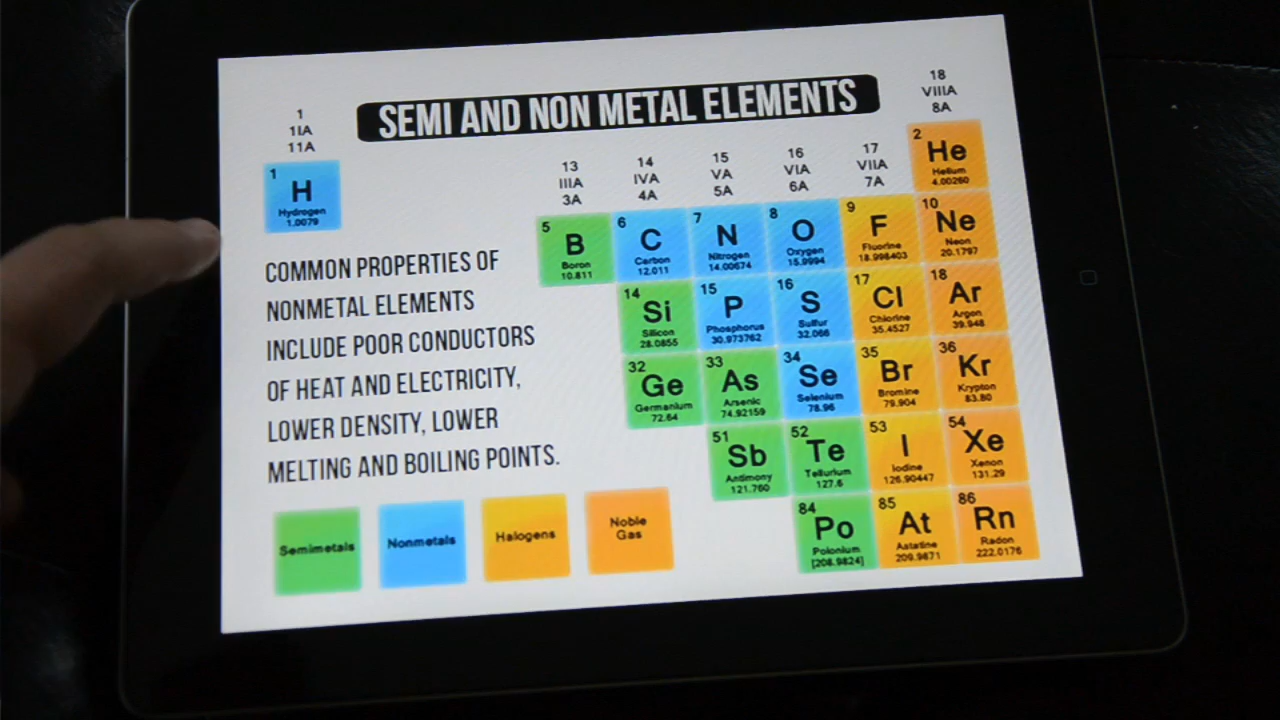 SEMI AND NON METAL ELEMENTS
1
1IA
11A
18
VIIIA
8A
13
IIIA
3A
14
IVA
4A
15
VA
5A
16
VIA
6A
17
VIIA
7A
1
H
Hydrogen
1.0079
2
He
Helium
4.00260
5
B
Boron
10.811
6
C
Carbon
12.011
7
N
Nitrogen
14.00674
8
O
Oxygen
15.9994
9
F
Fluorine
18.998403
10
Ne
Neon
20.1797
COMMON PROPERTIES OF
NONMETAL ELEMENTS
INCLUDE POOR CONDUCTORS
OF HEAT AND ELECTRICITY,
LOWER DENSITY, LOWER
MELTING AND BOILING POINTS.
14
Si
Silicon
28.0855
15
P
Phosphorus
30.973762
16
S
Sulfur
32.066
17
Cl
Chlorine
35.4527
18
Ar
Argon
39.948
32
Ge
Germanium
72.64
33
As
Arsenic
74.92159
34
Se
Selenium
78.96
35
Br
Bromine
79.904
36
Kr
Krypton
83.80
51
Sb
Antimony
121.760
52
Te
Tellurium
127.6
53
I
Iodine
126.90447
54
Xe
Xenon
131.29
84
Po
Polonium
[208.9824]
85
At
Astatine
209.9871
86
Rn
Radon
222.0176
Semimetals
Nonmetals
Halogens
Noble
Gas